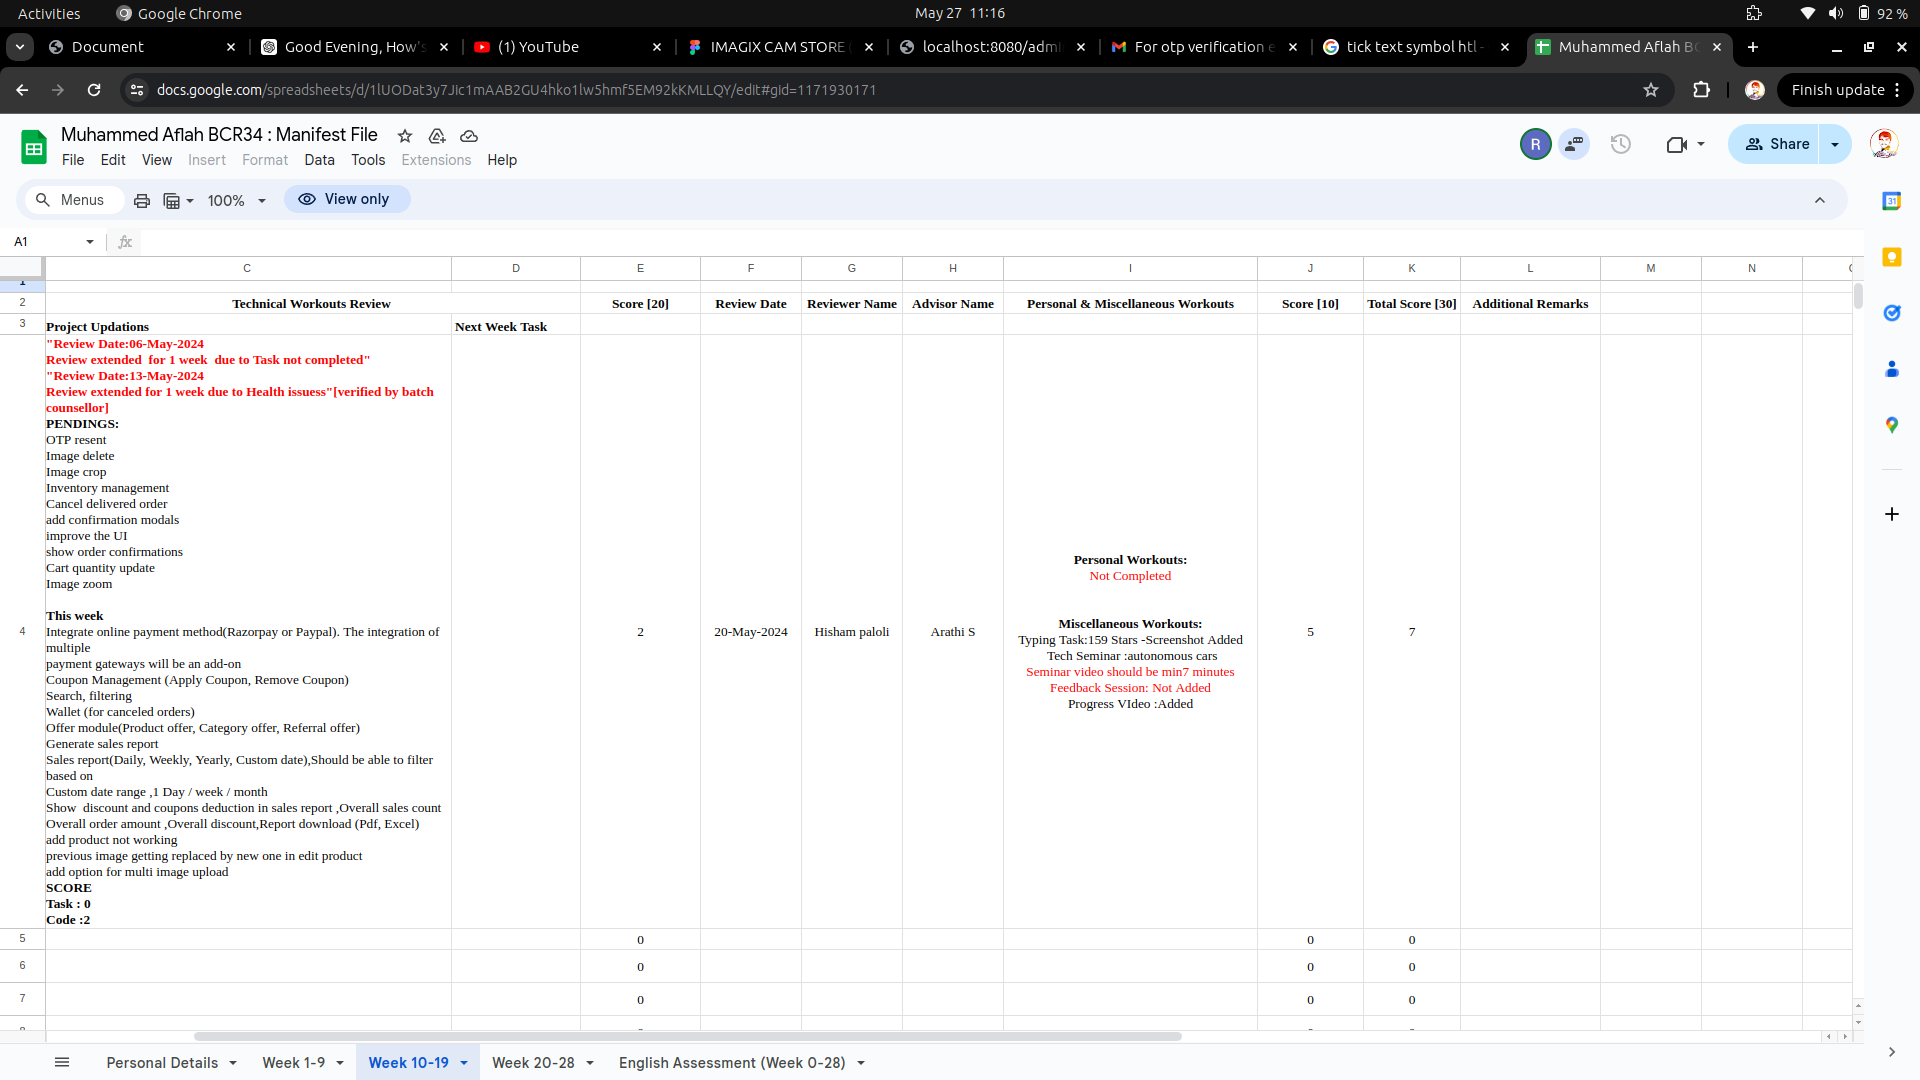 Activities
Google Chrome
May 27 11:16
92 %
Document
Good Evening, How's
(1) YouTube
IMAGIX CAM STORE (
localhost:8080/admi
For otp verification e
tick text symbol htl -
Muhammed Aflah BC
docs.google.com/spreadsheets/d/1lUODat3y7Jic1mAAB2GU4hko1lw5hmf5EM92kKMLLQY/edit#gid=1171930171
Finish update
Muhammed Aflah BCR34 : Manifest File
File Edit View Insert Format Data Tools Extensions Help
R
Share
Menus
100%
View only
31
A1
fx
C D E F G H I J K L M N
1
2 Technical Workouts Review Score [20] Review Date Reviewer Name Advisor Name Personal & Miscellaneous Workouts Score [10] Total Score [30] Additional Remarks
3 Project Updations Next Week Task
"Review Date:06-May-2024
Review extended  for 1 week  due to Task not completed"
"Review Date:13-May-2024
Review extended for 1 week due to Health issuess"[verified by batch
counsellor]
PENDINGS:
OTP resent
Image delete
Image crop
Inventory management
Cancel delivered order
add confirmation modals
improve the UI
show order confirmations
Cart quantity update
Image zoom
This week
Integrate online payment method(Razorpay or Paypal). The integration of
multiple
payment gateways will be an add-on
Coupon Management (Apply Coupon, Remove Coupon)
Search, filtering
Wallet (for canceled orders)
Offer module(Product offer, Category offer, Referral offer)
Generate sales report
Sales report(Daily, Weekly, Yearly, Custom date),Should be able to filter
based on
Custom date range ,1 Day / week / month
Show  discount and coupons deduction in sales report ,Overall sales count
Overall order amount ,Overall discount,Report download (Pdf, Excel)
add product not working
previous image getting replaced by new one in edit product
add option for multi image upload
SCORE
Task : 0
Code :2
4
2
20-May-2024
Hisham paloli
Arathi S
Personal Workouts:
Not Completed
Miscellaneous Workouts:
Typing Task:159 Stars -Screenshot Added
Tech Seminar :autonomous cars
Seminar video should be min7 minutes
Feedback Session: Not Added
Progress VIdeo :Added
5
7
5 0 0 0
6 0 0 0
7 0 0 0
Personal Details
Week 1-9
Week 10-19
Week 20-28
English Assessment (Week 0-28)